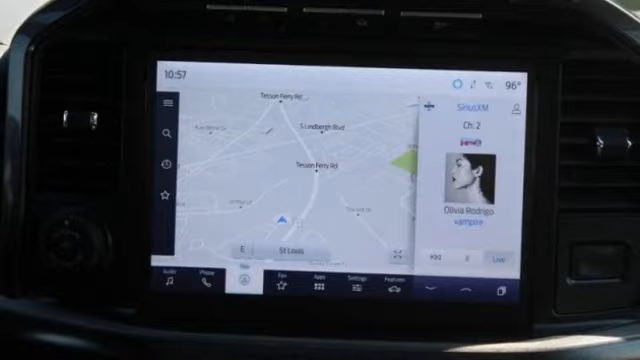 10:57
96°
Tesson Ferry Rd
S Lindbergh Blvd
Tesson Ferry Rd
SiriusXM
Ch. 2
Olivia Rodrigo
vampire
E
St Louis
Live
Audio
Phone
Nav
Fav
Apps
Settings
Features